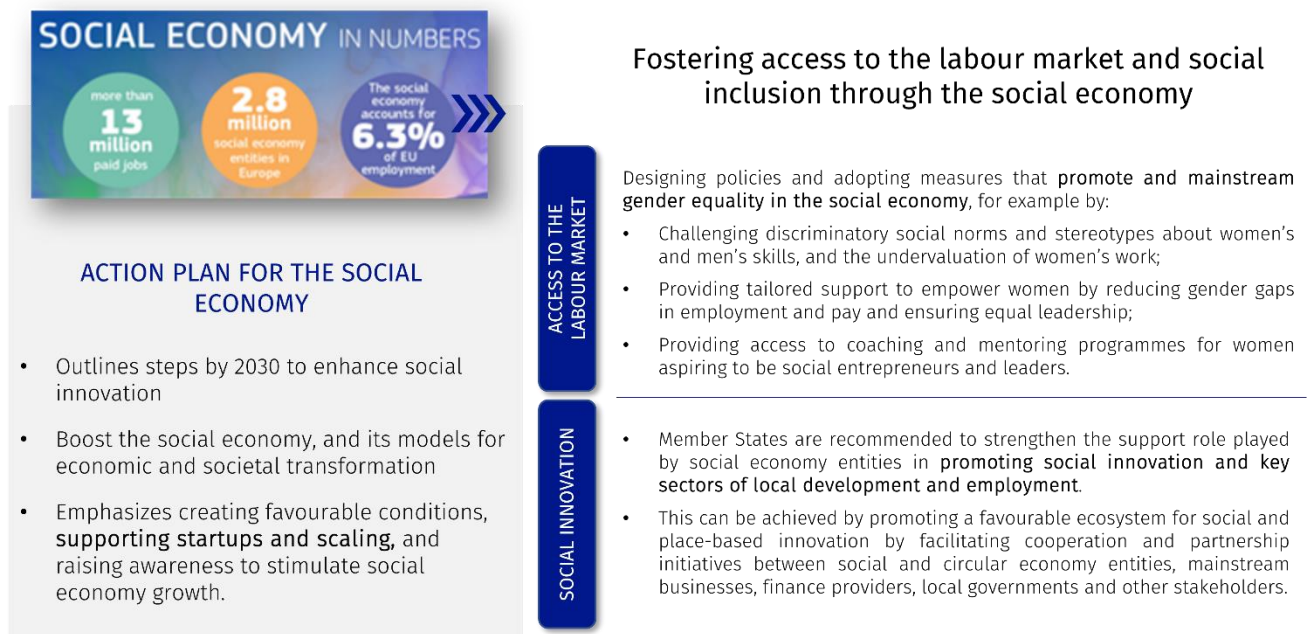 SOCIAL ECONOMY IN NUMBERS
more than
13
million
paid jobs
2.8
million
social economy
entities in
Europe
The social
economy
accounts for
6.3%
of EU
employment
ACTION PLAN FOR THE SOCIAL
ECONOMY
• Outlines steps by 2030 to enhance social
innovation
• Boost the social economy, and its models for
economic and societal transformation
• Emphasizes creating favourable conditions,
supporting startups and scaling, and
raising awareness to stimulate social
economy growth.
Fostering access to the labour market and social
inclusion through the social economy
ACCESS TO THE
LABOUR MARKET
Designing policies and adopting measures that promote and mainstream
gender equality in the social economy, for example by:
• Challenging discriminatory social norms and stereotypes about women's
and men's skills, and the undervaluation of women's work;
• Providing tailored support to empower women by reducing gender gaps
in employment and pay and ensuring equal leadership;
• Providing access to coaching and mentoring programmes for women
aspiring to be social entrepreneurs and leaders.
SOCIAL INNOVATION
• Member States are recommended to strengthen the support role played
by social economy entities in promoting social innovation and key
sectors of local development and employment.
• This can be achieved by promoting a favourable ecosystem for social and
place-based innovation by facilitating cooperation and partnership
initiatives between social and circular economy entities, mainstream
businesses, finance providers, local governments and other stakeholders.